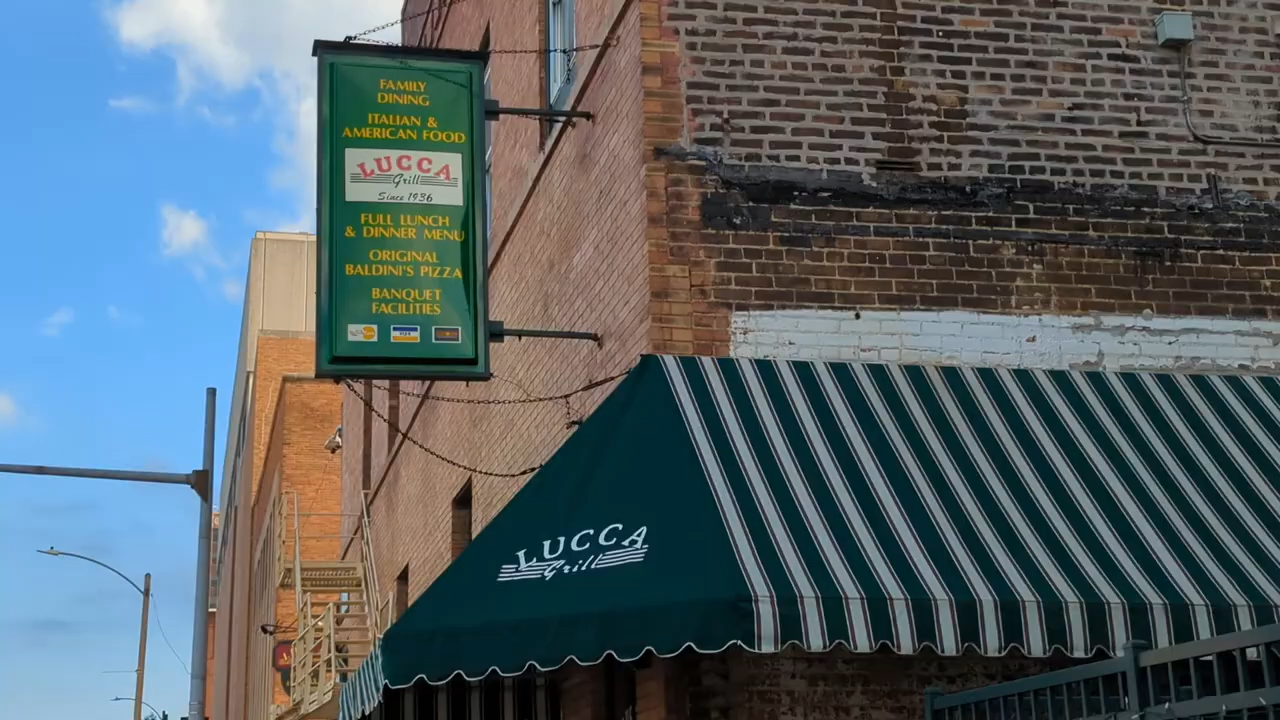 FAMILY
DINING
ITALIAN &
AMERICAN FOOD
LUCCA
Grill
Since 1936
FULL LUNCH
& DINNER MENU
ORIGINAL
BALDINI'S PIZZA
BANQUET
FACILITIES
VISA
LUCCA
Grill